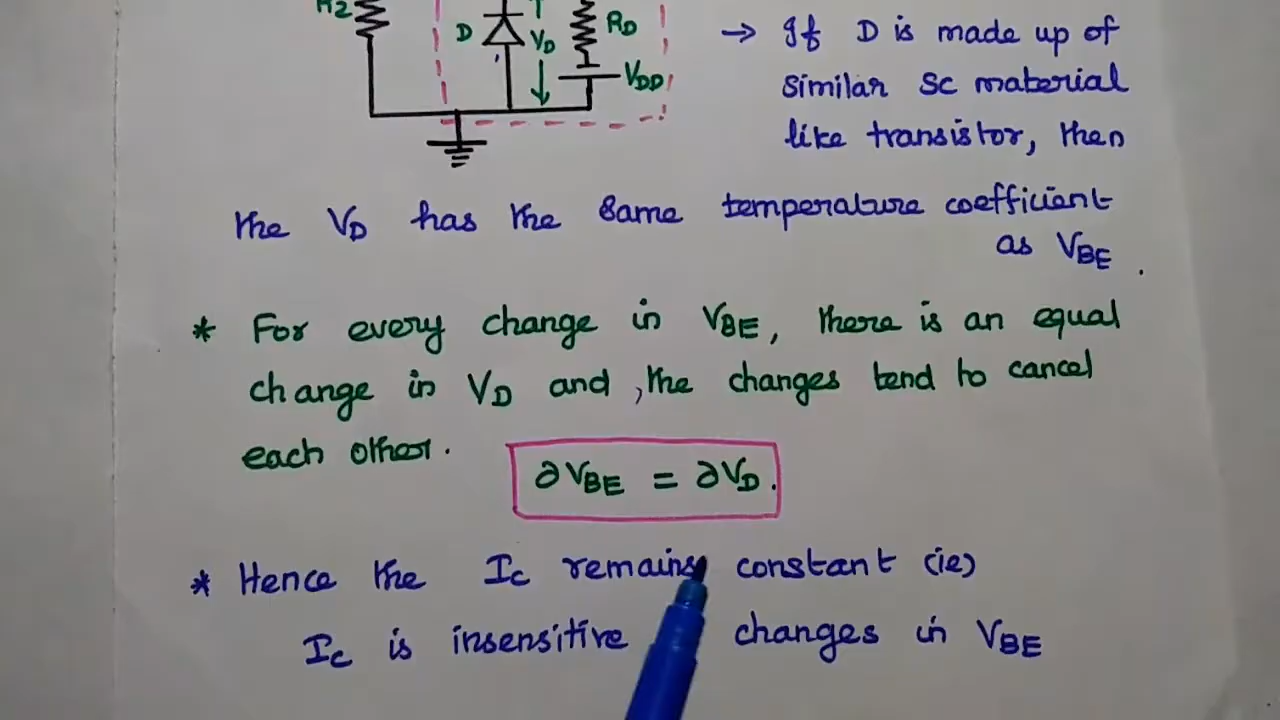 R2
D
VD
RD
VDD
→ If D is made up of
similar SC material
like transistor, then
the VD has the same temperature coefficient
as VBE.
* For every change in VBE, there is an equal
change in VD and, the changes tend to cancel
each other.
∂VBE = ∂VD.
* Hence the Ic remains constant (ie)
Ic is insensitive changes in VBE